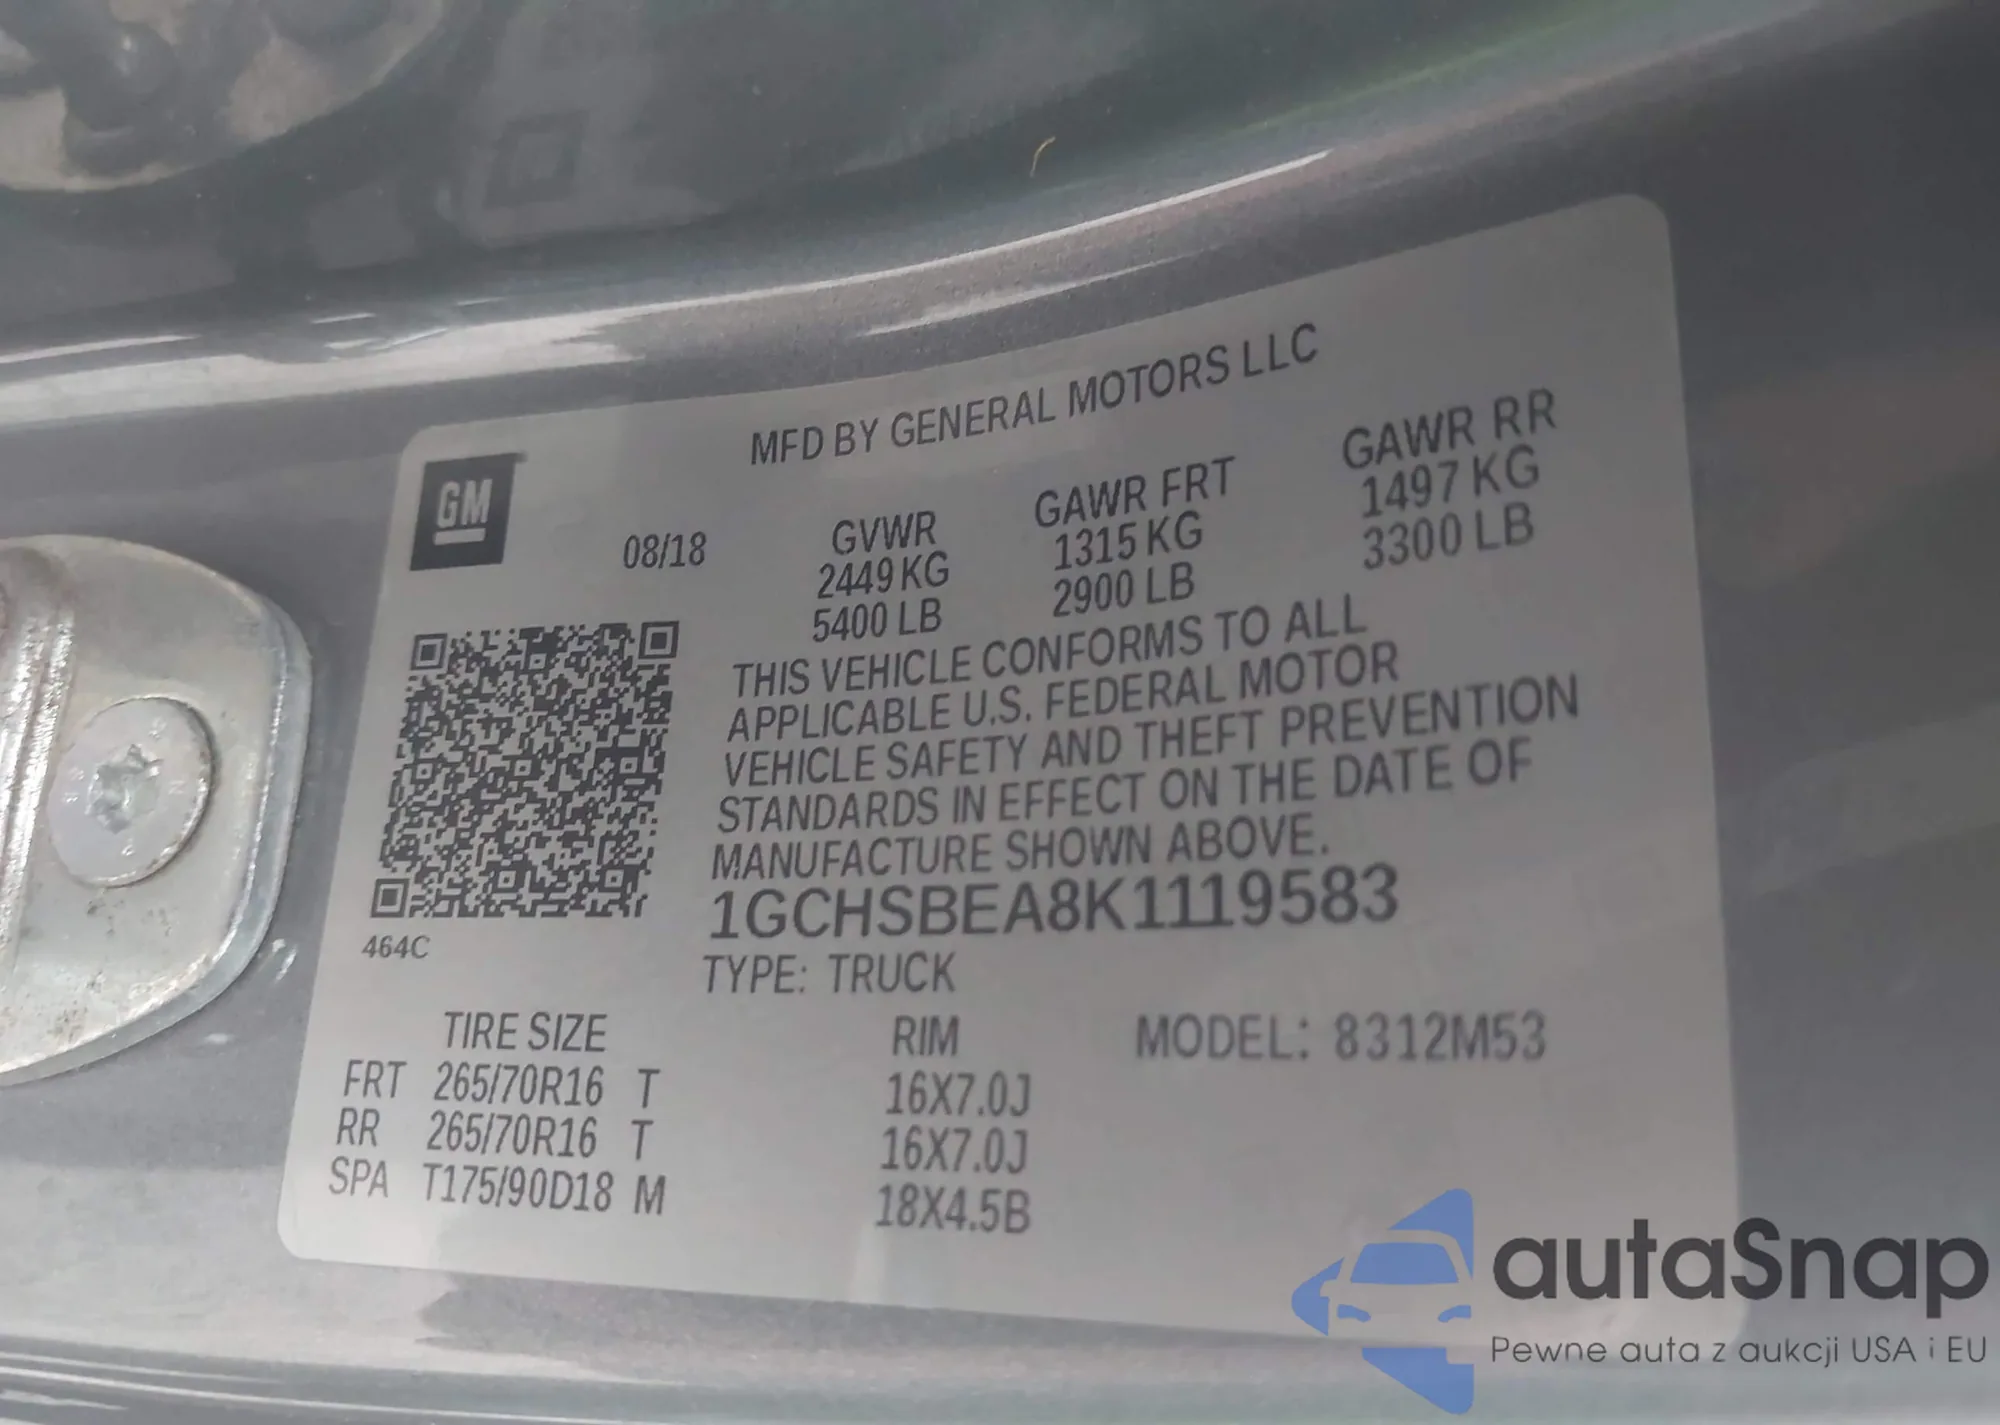 MFD BY GENERAL MOTORS LLC
GM
08/18
GVWR
2449 KG
5400 LB
GAWR FRT
1315 KG
2900 LB
GAWR RR
1497 KG
3300 LB
THIS VEHICLE CONFORMS TO ALL
APPLICABLE U.S. FEDERAL MOTOR
VEHICLE SAFETY AND THEFT PREVENTION
STANDARDS IN EFFECT ON THE DATE OF
MANUFACTURE SHOWN ABOVE.
1GCHSBEA8K1119583
464C
TYPE: TRUCK
TIRE SIZE RIM MODEL: 8312M53
FRT 265/70R16 T 16X7.0J
RR 265/70R16 T 16X7.0J
SPA T175/90D18 M 18X4.5B
autaSnap
Pewne auta z aukcji USA i EU